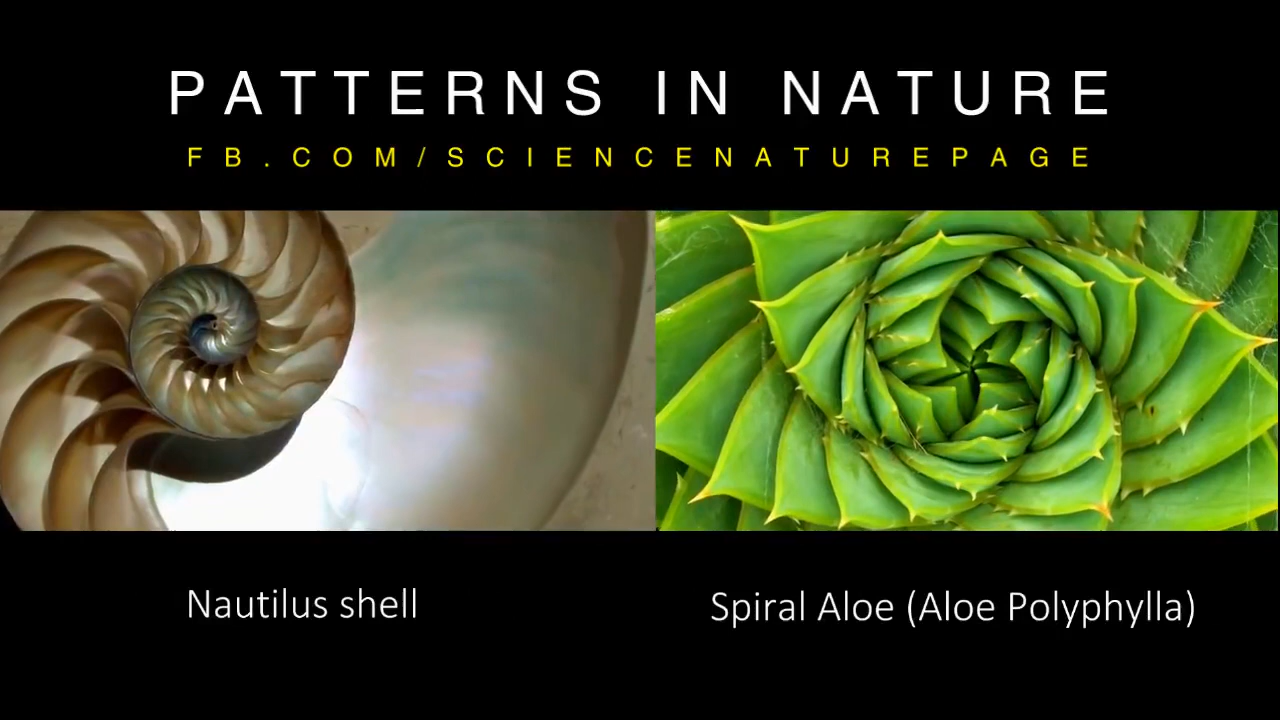 PATTERNS IN NATURE
FB.COM/SCIENCENATUREPAGE
Nautilus shell
Spiral Aloe (Aloe Polyphylla)